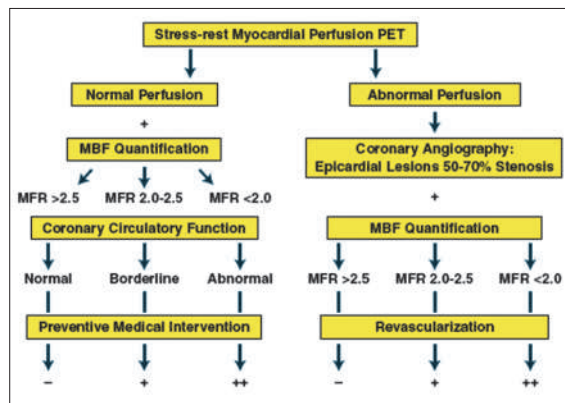 Stress-rest Myocardial Perfusion PET
Normal Perfusion
Abnormal Perfusion
+
MBF Quantification
Coronary Angiography:
Epicardial Lesions 50-70% Stenosis
MFR >2.5 MFR 2.0-2.5 MFR <2.0
+
Coronary Circulatory Function
MBF Quantification
Normal Borderline Abnormal
MFR >2.5 MFR 2.0-2.5 MFR <2.0
Preventive Medical Intervention
Revascularization
– + ++
– + ++